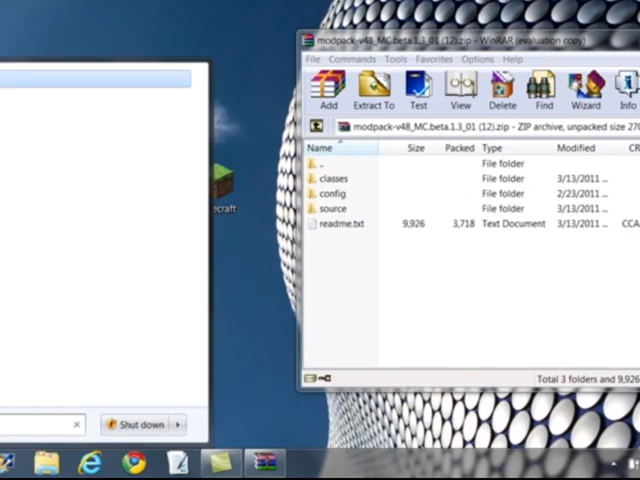 modpack-v48_MC.beta.1.3_01 (12).zip - WinRAR (evaluation copy)
File Commands Tools Favorites Options Help
Add Extract To Test View Delete Find Wizard Info
modpack-v48_MC.beta.1.3_01 (12).zip - ZIP archive, unpacked size 270
Name Size Packed Type Modified CR
.. File folder
classes File folder 3/13/2011 ...
config File folder 2/23/2011 ...
source File folder 3/13/2011 ...
readme.txt 9,926 3,718 Text Document 3/13/2011 ... CCA
ecraft
Total 3 folders and 9,926
Shut down